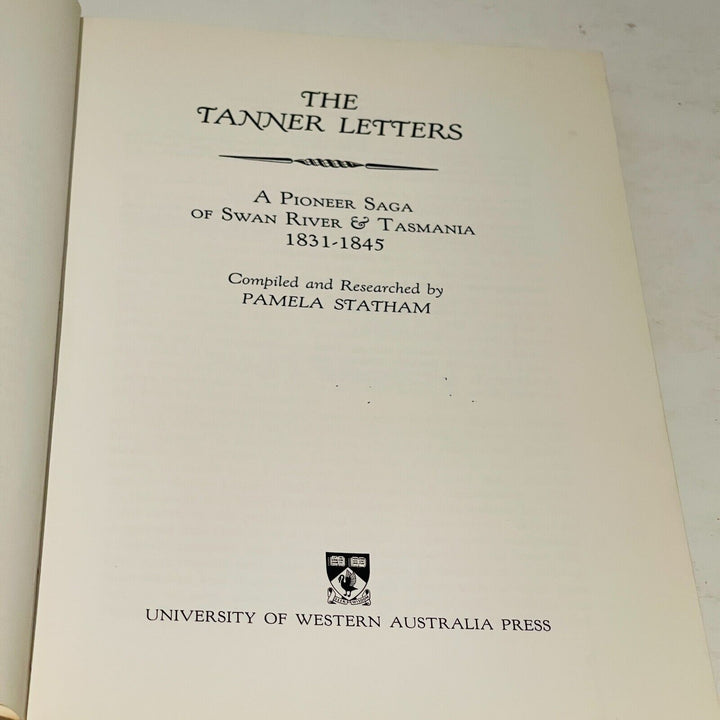 THE
TANNER LETTERS
A PIONEER SAGA
OF SWAN RIVER & TASMANIA
1831-1845
Compiled and Researched by
PAMELA STATHAM
UNIVERSITY OF WESTERN AUSTRALIA PRESS